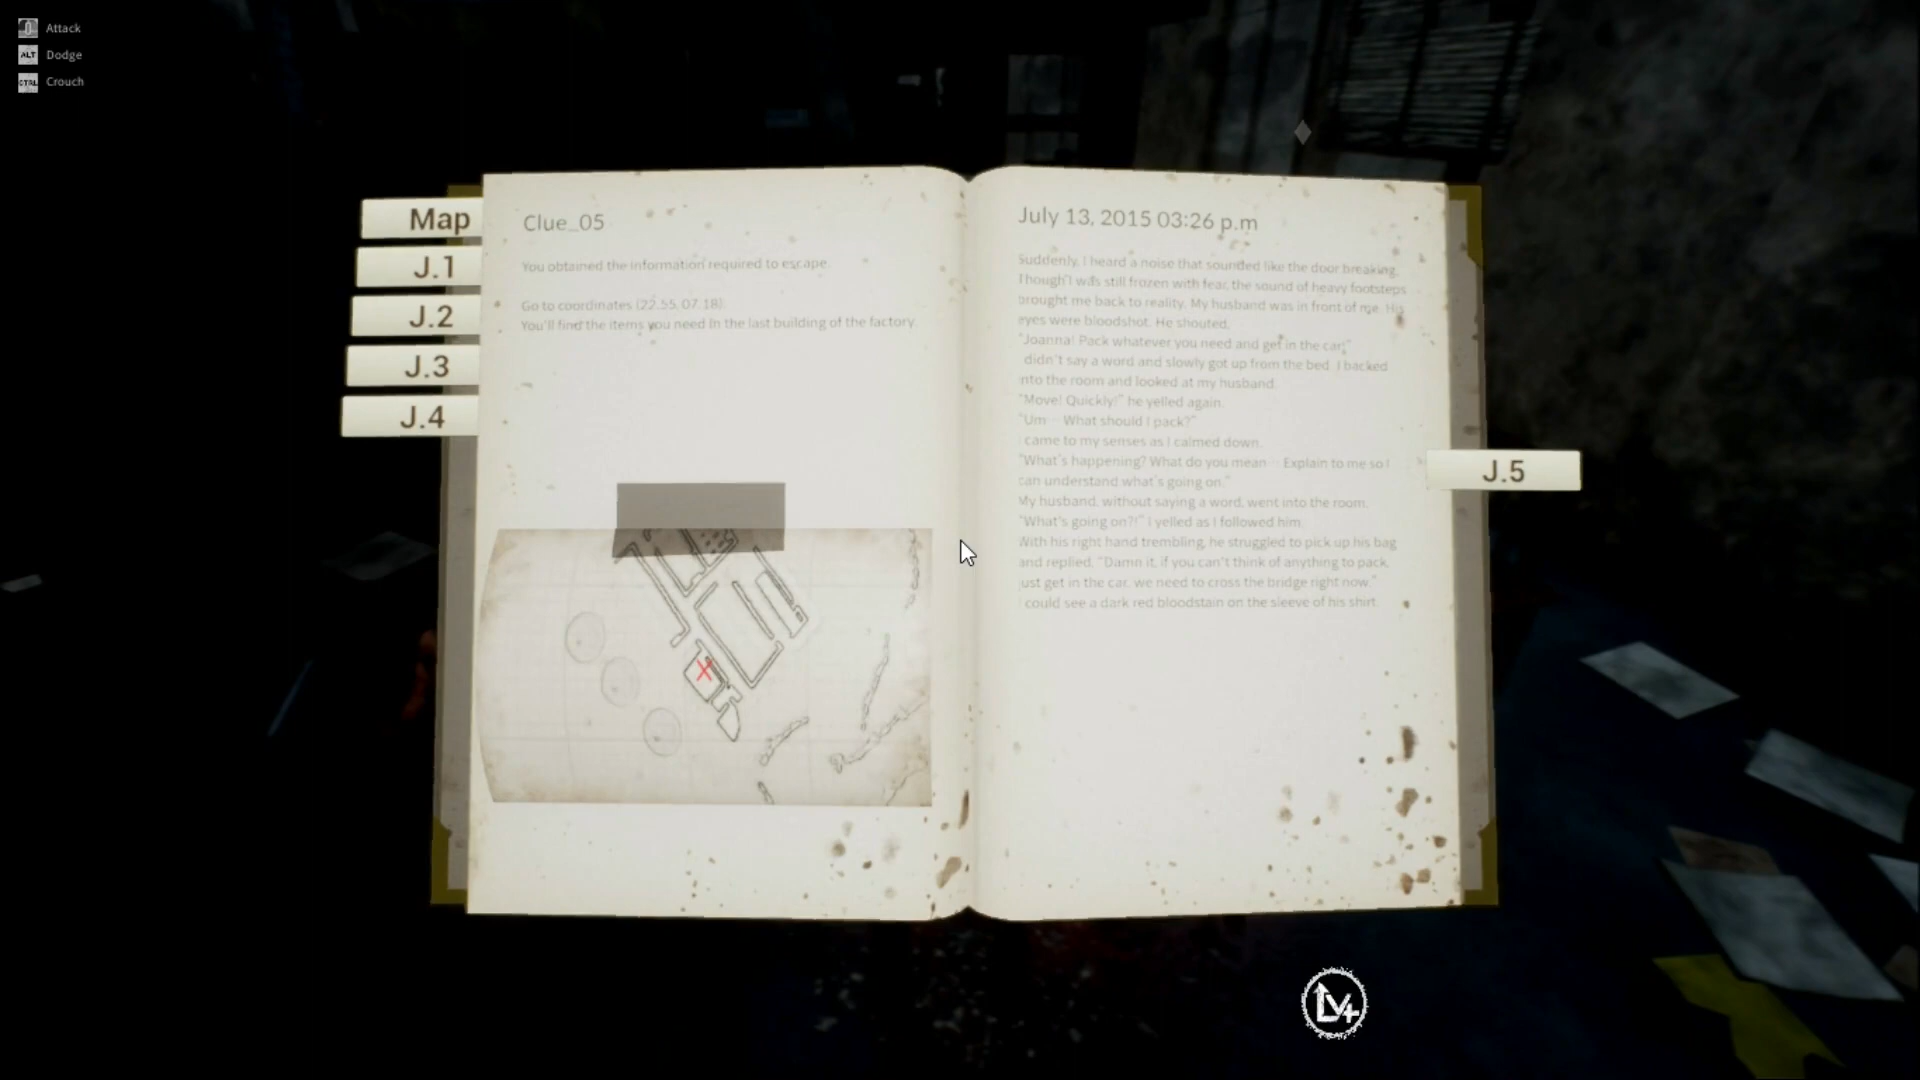 Attack
ALT Dodge
CTRL Crouch
Map
J.1
J.2
J.3
J.4
Clue_05
You obtained the information required to escape.
Go to coordinates (22.55, 07.18).
You'll find the items you need in the last building of the factory.
July 13, 2015 03:26 p.m
Suddenly, I heard a noise that sounded like the door breaking.
Though I was still frozen with fear, the sound of heavy footsteps
brought me back to reality. My husband was in front of me. His
eyes were bloodshot. He shouted,
"Joanna! Pack whatever you need and get in the car!"
didn't say a word and slowly got up from the bed. I backed
into the room and looked at my husband.
"Move! Quickly!" he yelled again.
"Um… What should I pack?"
I came to my senses as I calmed down.
"What's happening? What do you mean… Explain to me so I
can understand what's going on."
My husband, without saying a word, went into the room.
"What's going on?!" I yelled as I followed him.
With his right hand trembling, he struggled to pick up his bag
and replied, "Damn it, if you can't think of anything to pack,
just get in the car, we need to cross the bridge right now."
I could see a dark red bloodstain on the sleeve of his shirt.
J.5
LV+